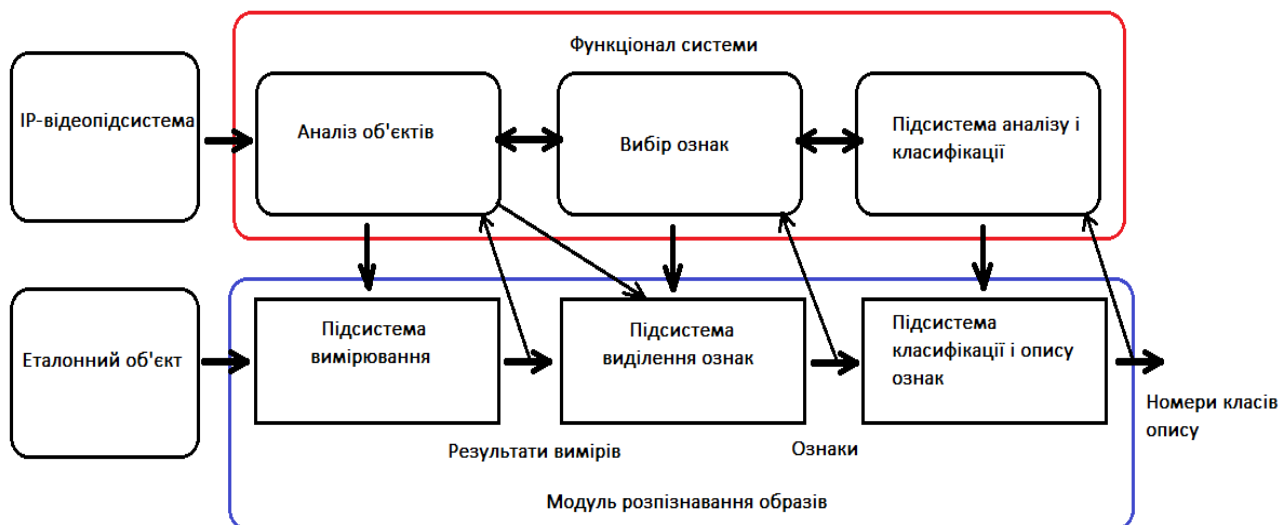 Функціонал системи
IP-відеопідсистема
Аналіз об'єктів
Вибір ознак
Підсистема аналізу і
класифікації
Еталонний об'єкт
Підсистема
вимірювання
Підсистема
виділення ознак
Підсистема
класифікації і опису
ознак
Результати вимірів
Ознаки
Номери класів
опису
Модуль розпізнавання образів